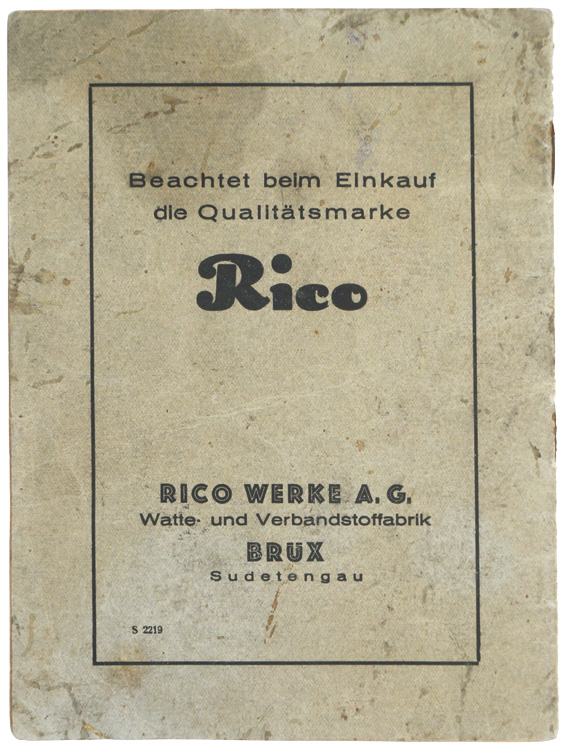 Beachtet beim Einkauf
die Qualitätsmarke
Rico
RICO WERKE A. G.
Watte- und Verbandstoffabrik
BRÜX
Sudetengau
S 2219